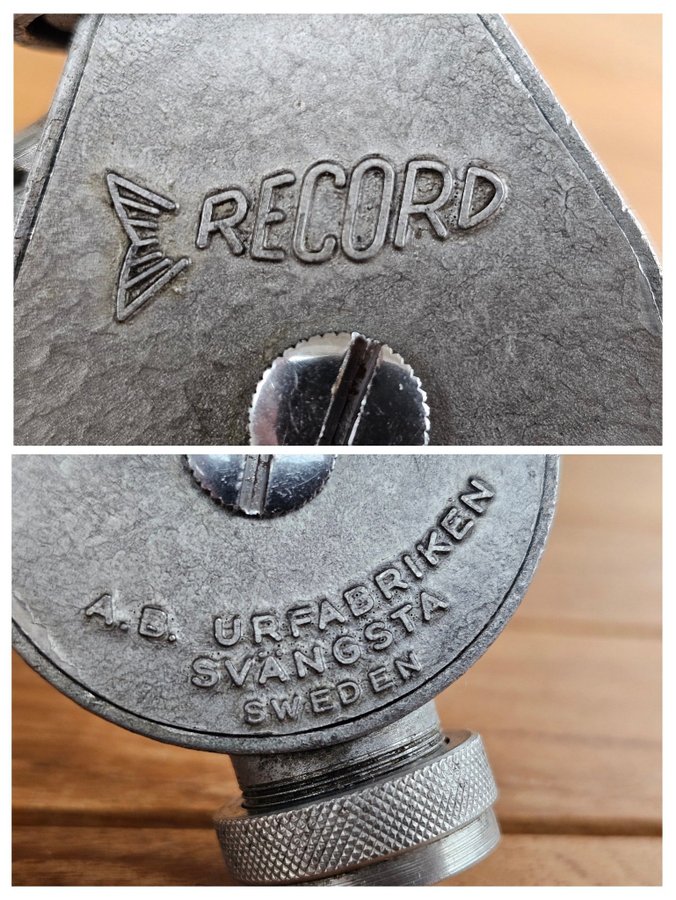 RECORD
A.B. URFABRIKEN
SVÄNGSTA
SWEDEN